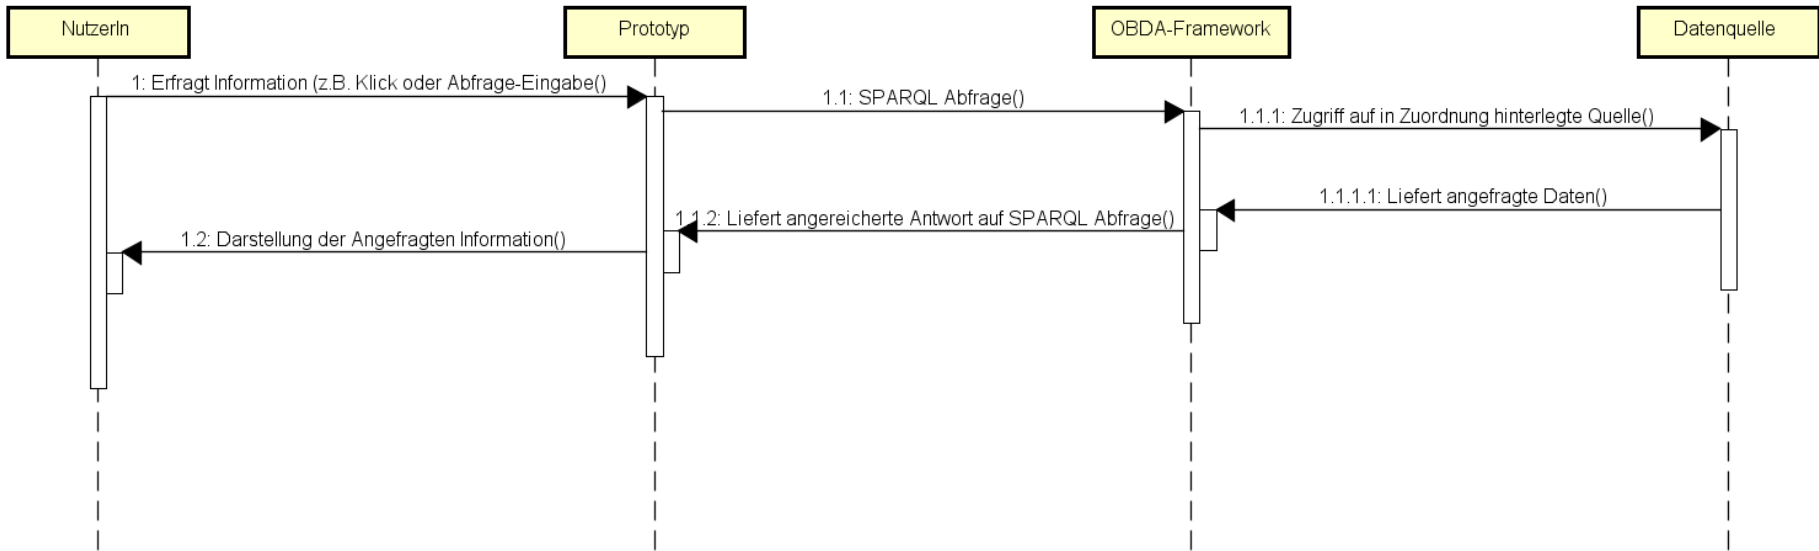 NutzerIn
Prototyp
OBDA-Framework
Datenquelle
1: Erfragt Information (z.B. Klick oder Abfrage-Eingabe()
1.1: SPARQL Abfrage()
1.1.1: Zugriff auf in Zuordnung hinterlegte Quelle()
1.1.1.1: Liefert angefragte Daten()
1.1.2: Liefert angereicherte Antwort auf SPARQL Abfrage()
1.2: Darstellung der Angefragten Information()